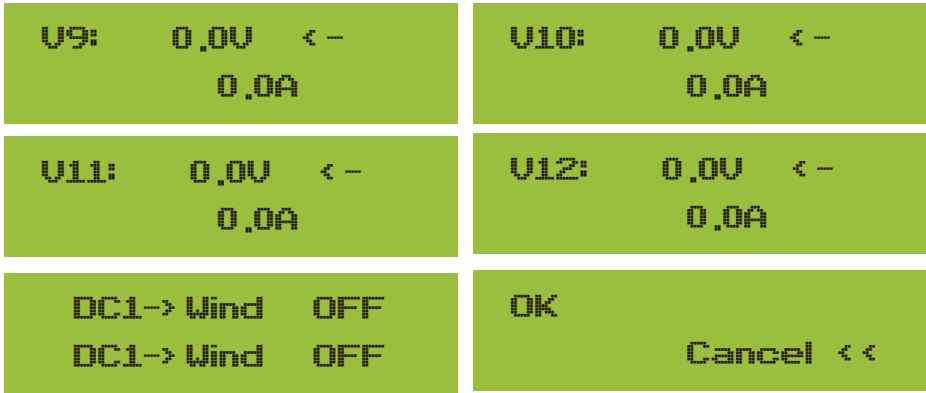 V9: 0.0V <-
0.0A
V10: 0.0V <-
0.0A
V11: 0.0V <-
0.0A
V12: 0.0V <-
0.0A
DC1-> Wind OFF
DC1-> Wind OFF
OK
Cancel <<